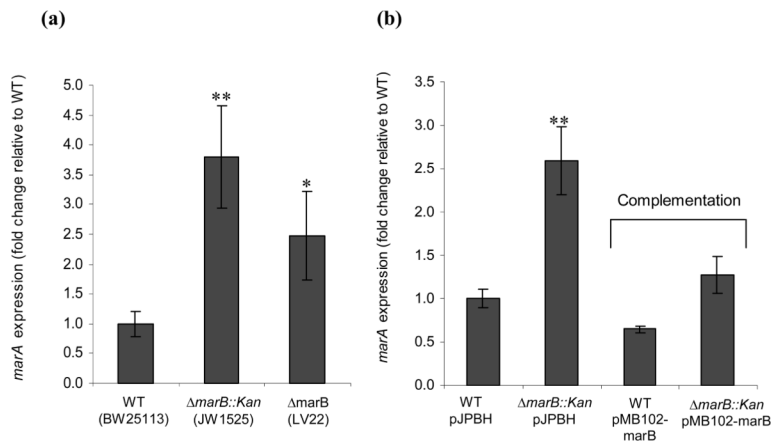 (a)
marA expression (fold change relative to WT)
5.0
4.5
4.0
3.5
3.0
2.5
2.0
1.5
1.0
0.5
0.0
**
*
WT
(BW25113)
ΔmarB::Kan
(JW1525)
ΔmarB
(LV22)
(b)
marA expression (fold change relative to WT)
3.5
3.0
2.5
2.0
1.5
1.0
0.5
0.0
**
Complementation
WT
pJPBH
ΔmarB::Kan
pJPBH
WT
pMB102-
marB
ΔmarB::Kan
pMB102-marB